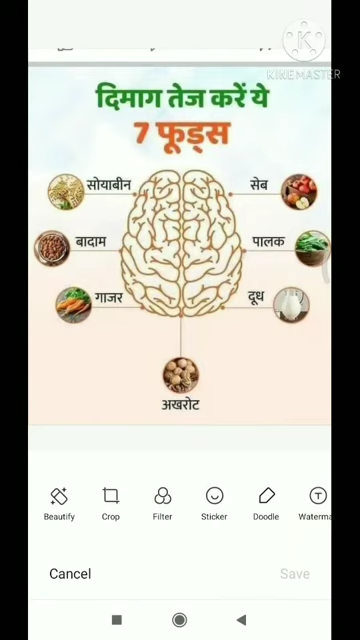 KINEMASTER
दिमाग तेज करें ये
7 फूड्स
सोयाबीन
सेब
बादाम
पालक
गाजर
दूध
अखरोट
Beautify
Crop
Filter
Sticker
Doodle
Waterma
Cancel
Save